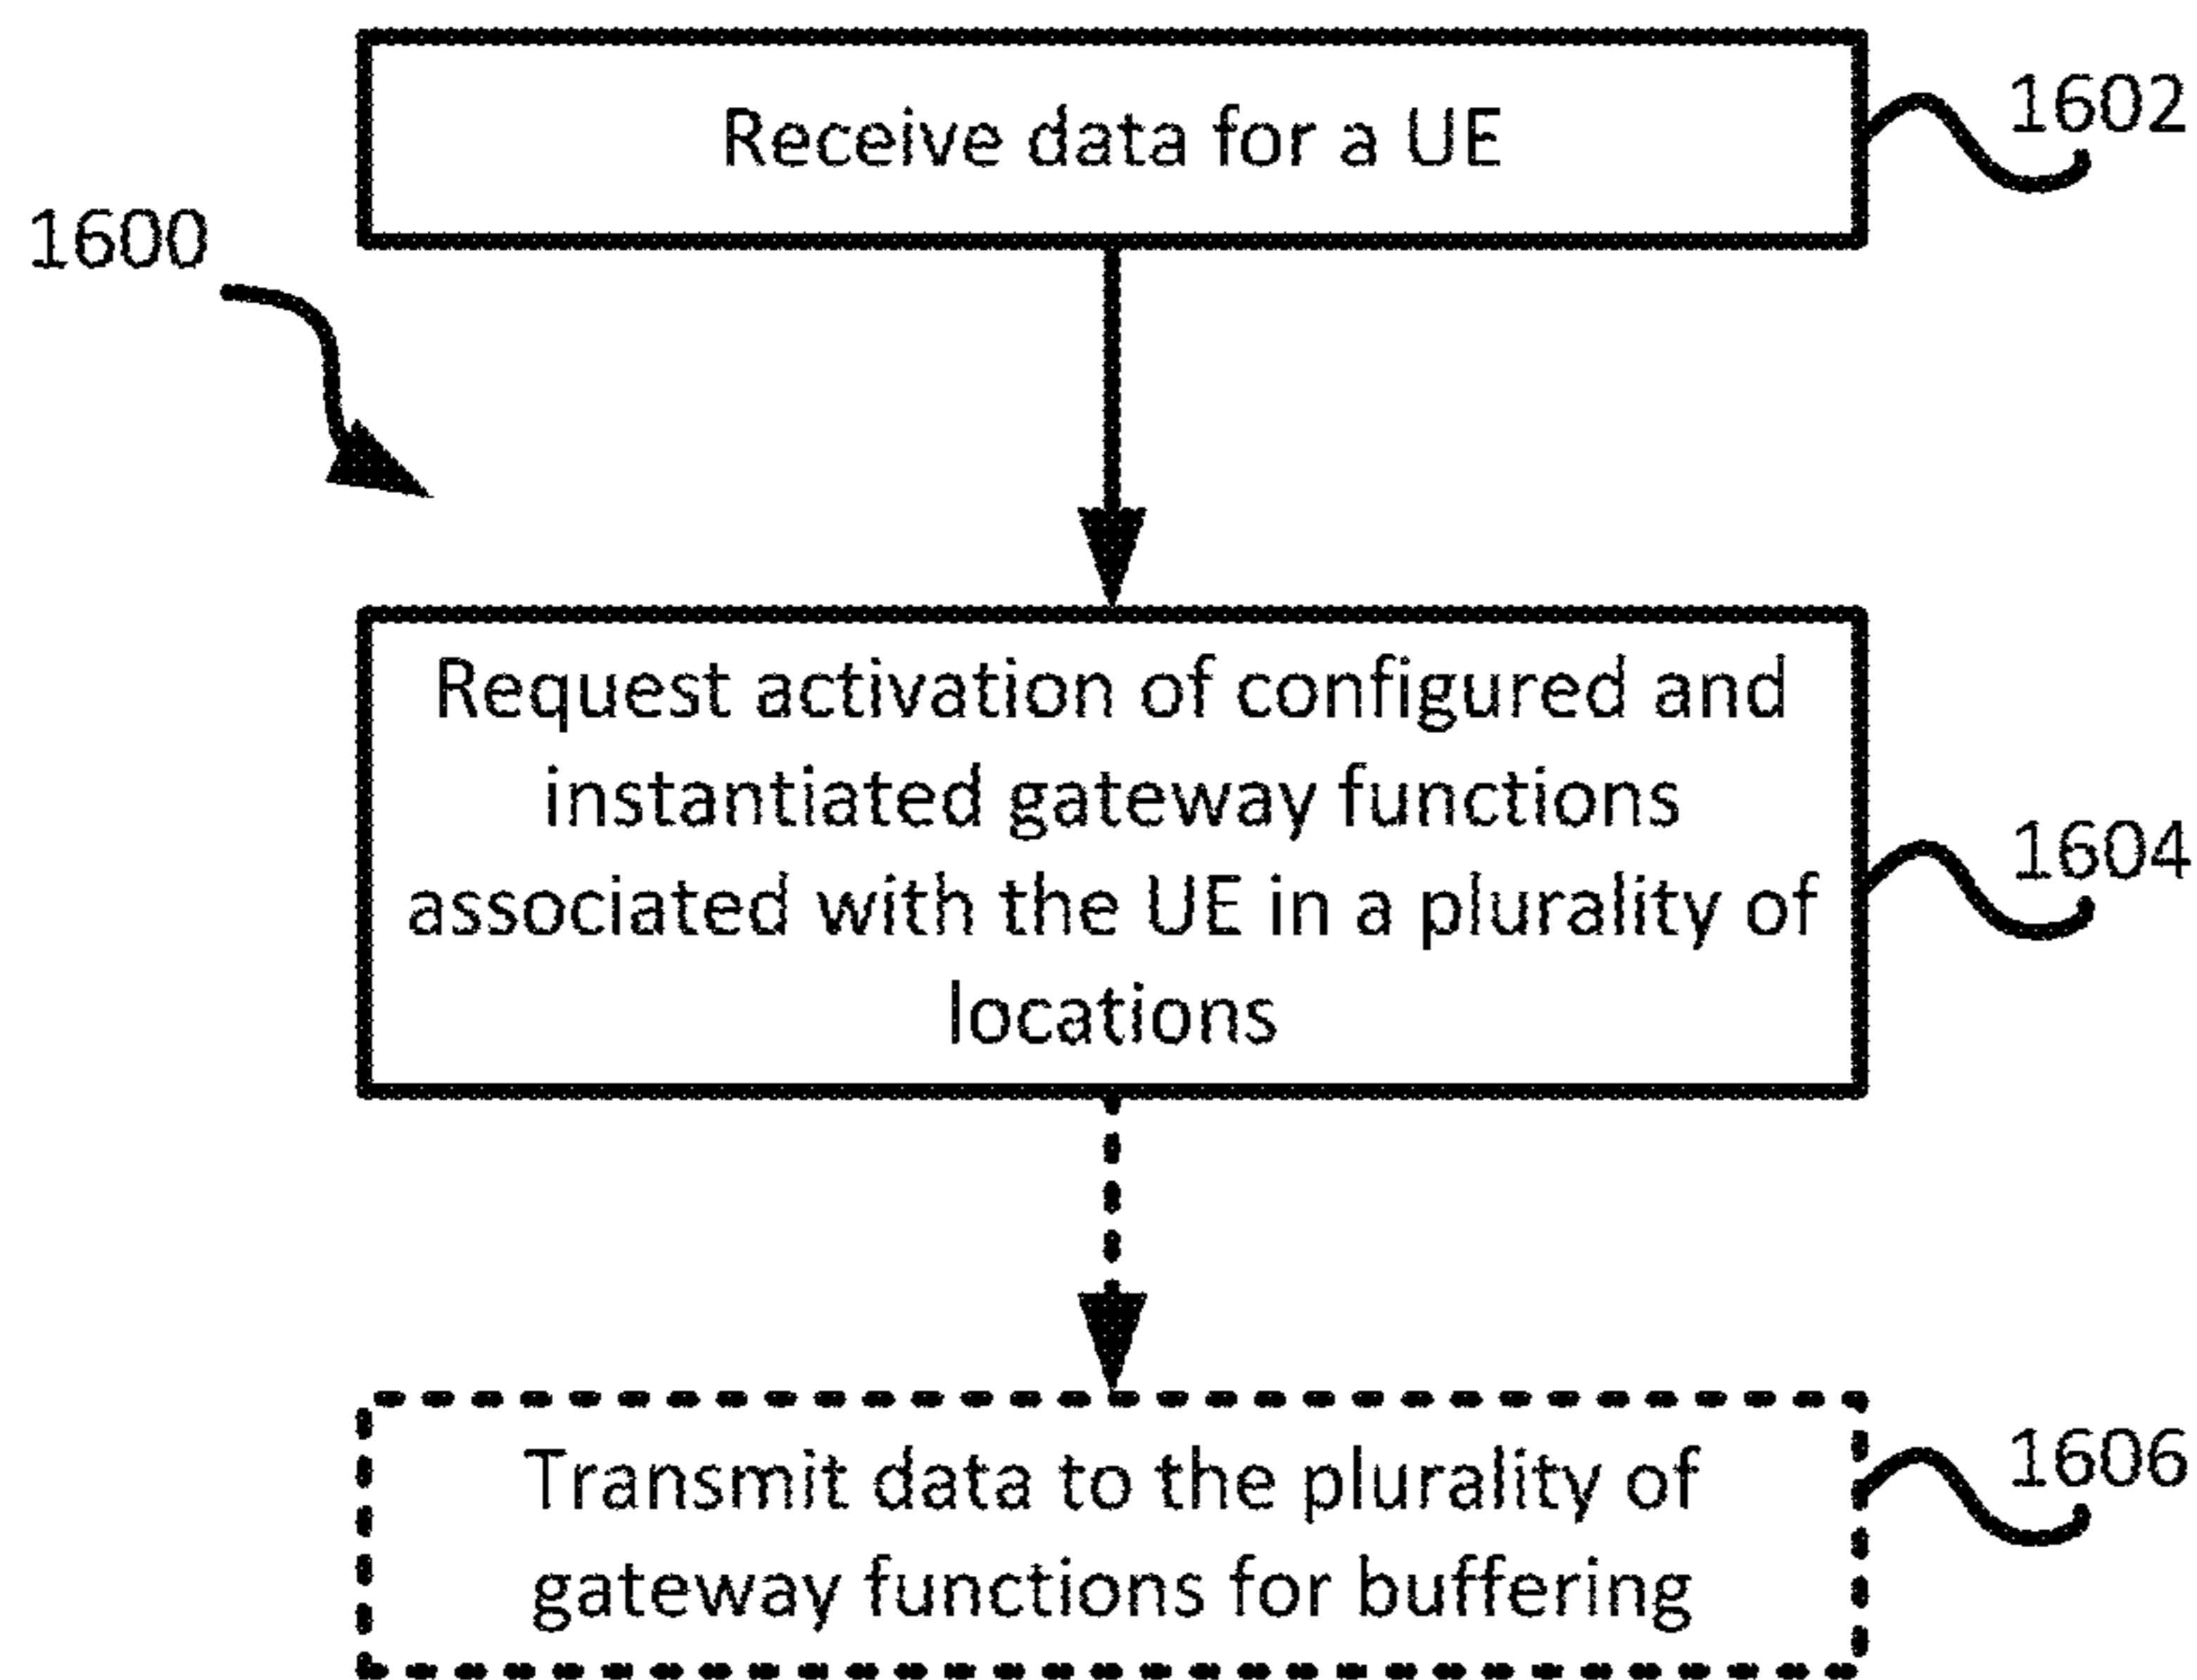 Receive data for a UE
1602
1600
Request activation of configured and
instantiated gateway functions
associated with the UE in a plurality of
locations
1604
Transmit data to the plurality of
gateway functions for buffering
1606